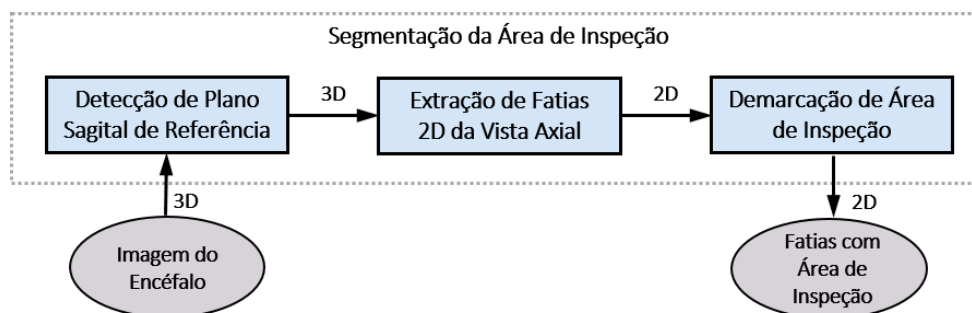 Segmentação da Área de Inspeção
Detecção de Plano
Sagital de Referência
3D
Extração de Fatias
2D da Vista Axial
2D
Demarcação de Área
de Inspeção
3D
2D
Imagem do
Encéfalo
Fatias com
Área de
Inspeção